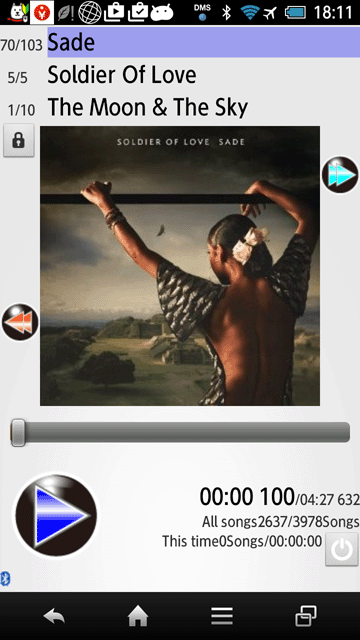 DMS 18:11
70/103 Sade
5/5 Soldier Of Love
1/10 The Moon & The Sky
SOLDIER OF LOVE SADE
00:00 100/04:27 632
All songs2637/3978Songs
This time0Songs/00:00:00